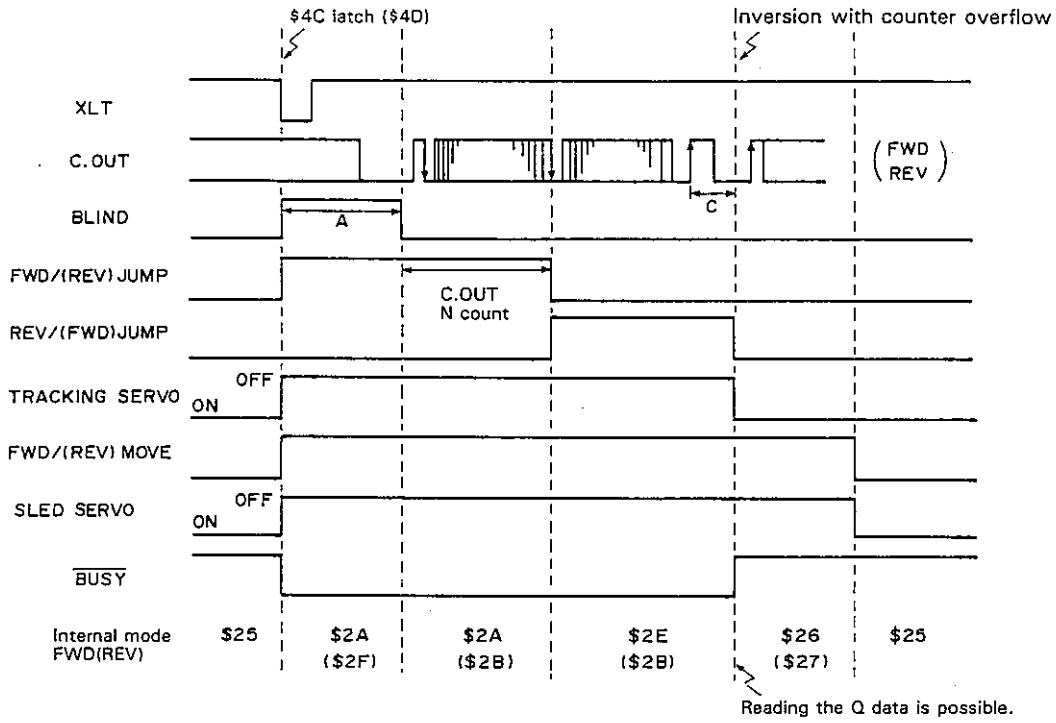 $4C iatch ($4D)
Inversion with counter overflow
XLT
C.OUT
( FWD
REV )
C
BLIND
A
FWD/(REV) JUMP
C.OUT
N count
REV/(FWD)JUMP
OFF
TRACKING SERVO
ON
FWD/(REV) MOVE
OFF
SLED SERVO
ON
BUSY
Internal mode
FWD(REV)
$25 $2A $2A $2E $26 $25
($2F) ($2B) ($2B) ($27)
Reading the Q data is possible.